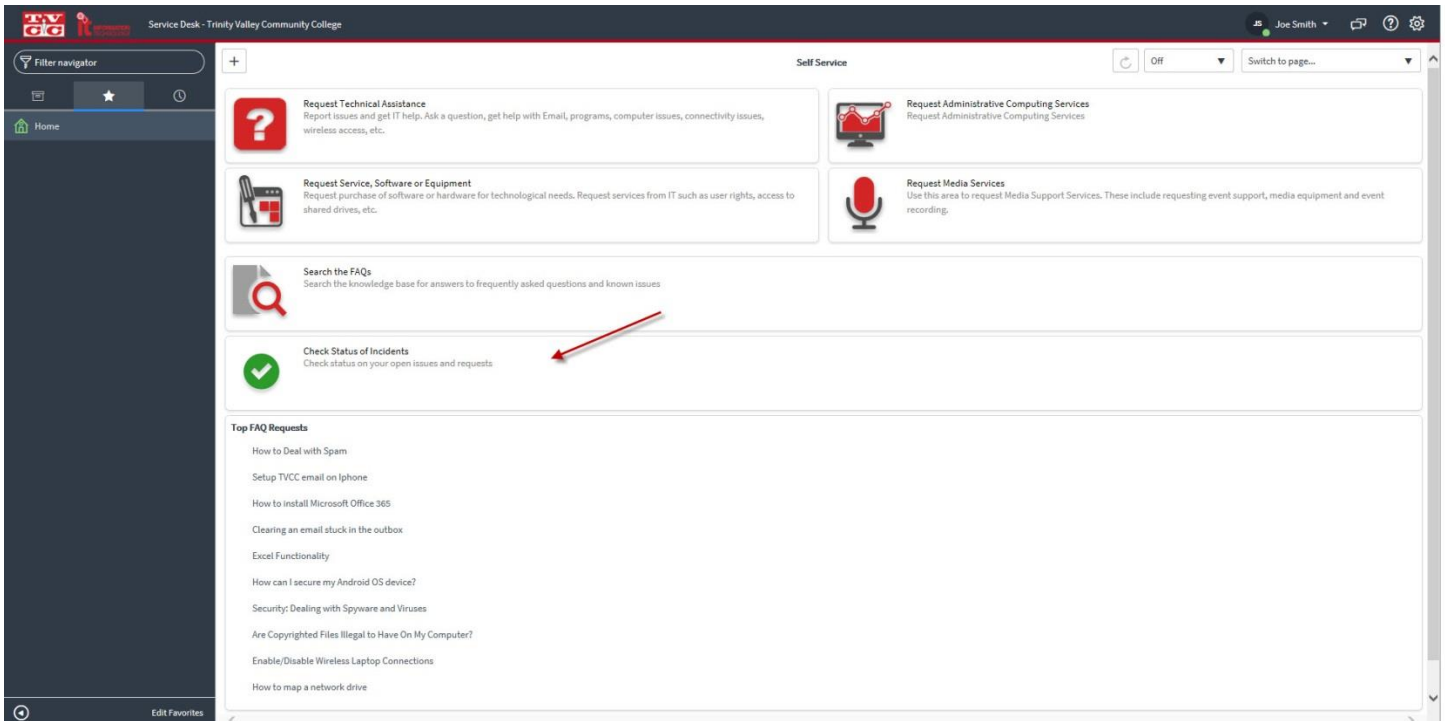 TVCC
it
INFORMATION
TECHNOLOGY
Service Desk - Trinity Valley Community College
JS
Joe Smith
Filter navigator
Home
Self Service
Off
Switch to page...
Request Technical Assistance
Report issues and get IT help. Ask a question, get help with Email, programs, computer issues, connectivity issues,
wireless access, etc.
Request Administrative Computing Services
Request Administrative Computing Services
Request Service, Software or Equipment
Request purchase of software or hardware for technological needs. Request services from IT such as user rights, access to
shared drives, etc.
Request Media Services
Use this area to request Media Support Services. These include requesting event support, media equipment and event
recording.
Search the FAQs
Search the knowledge base for answers to frequently asked questions and known issues
Check Status of Incidents
Check status on your open issues and requests
Top FAQ Requests
How to Deal with Spam
Setup TVCC email on Iphone
How to install Microsoft Office 365
Clearing an email stuck in the outbox
Excel Functionality
How can I secure my Android OS device?
Security: Dealing with Spyware and Viruses
Are Copyrighted Files Illegal to Have On My Computer?
Enable/Disable Wireless Laptop Connections
How to map a network drive
Edit Favorites